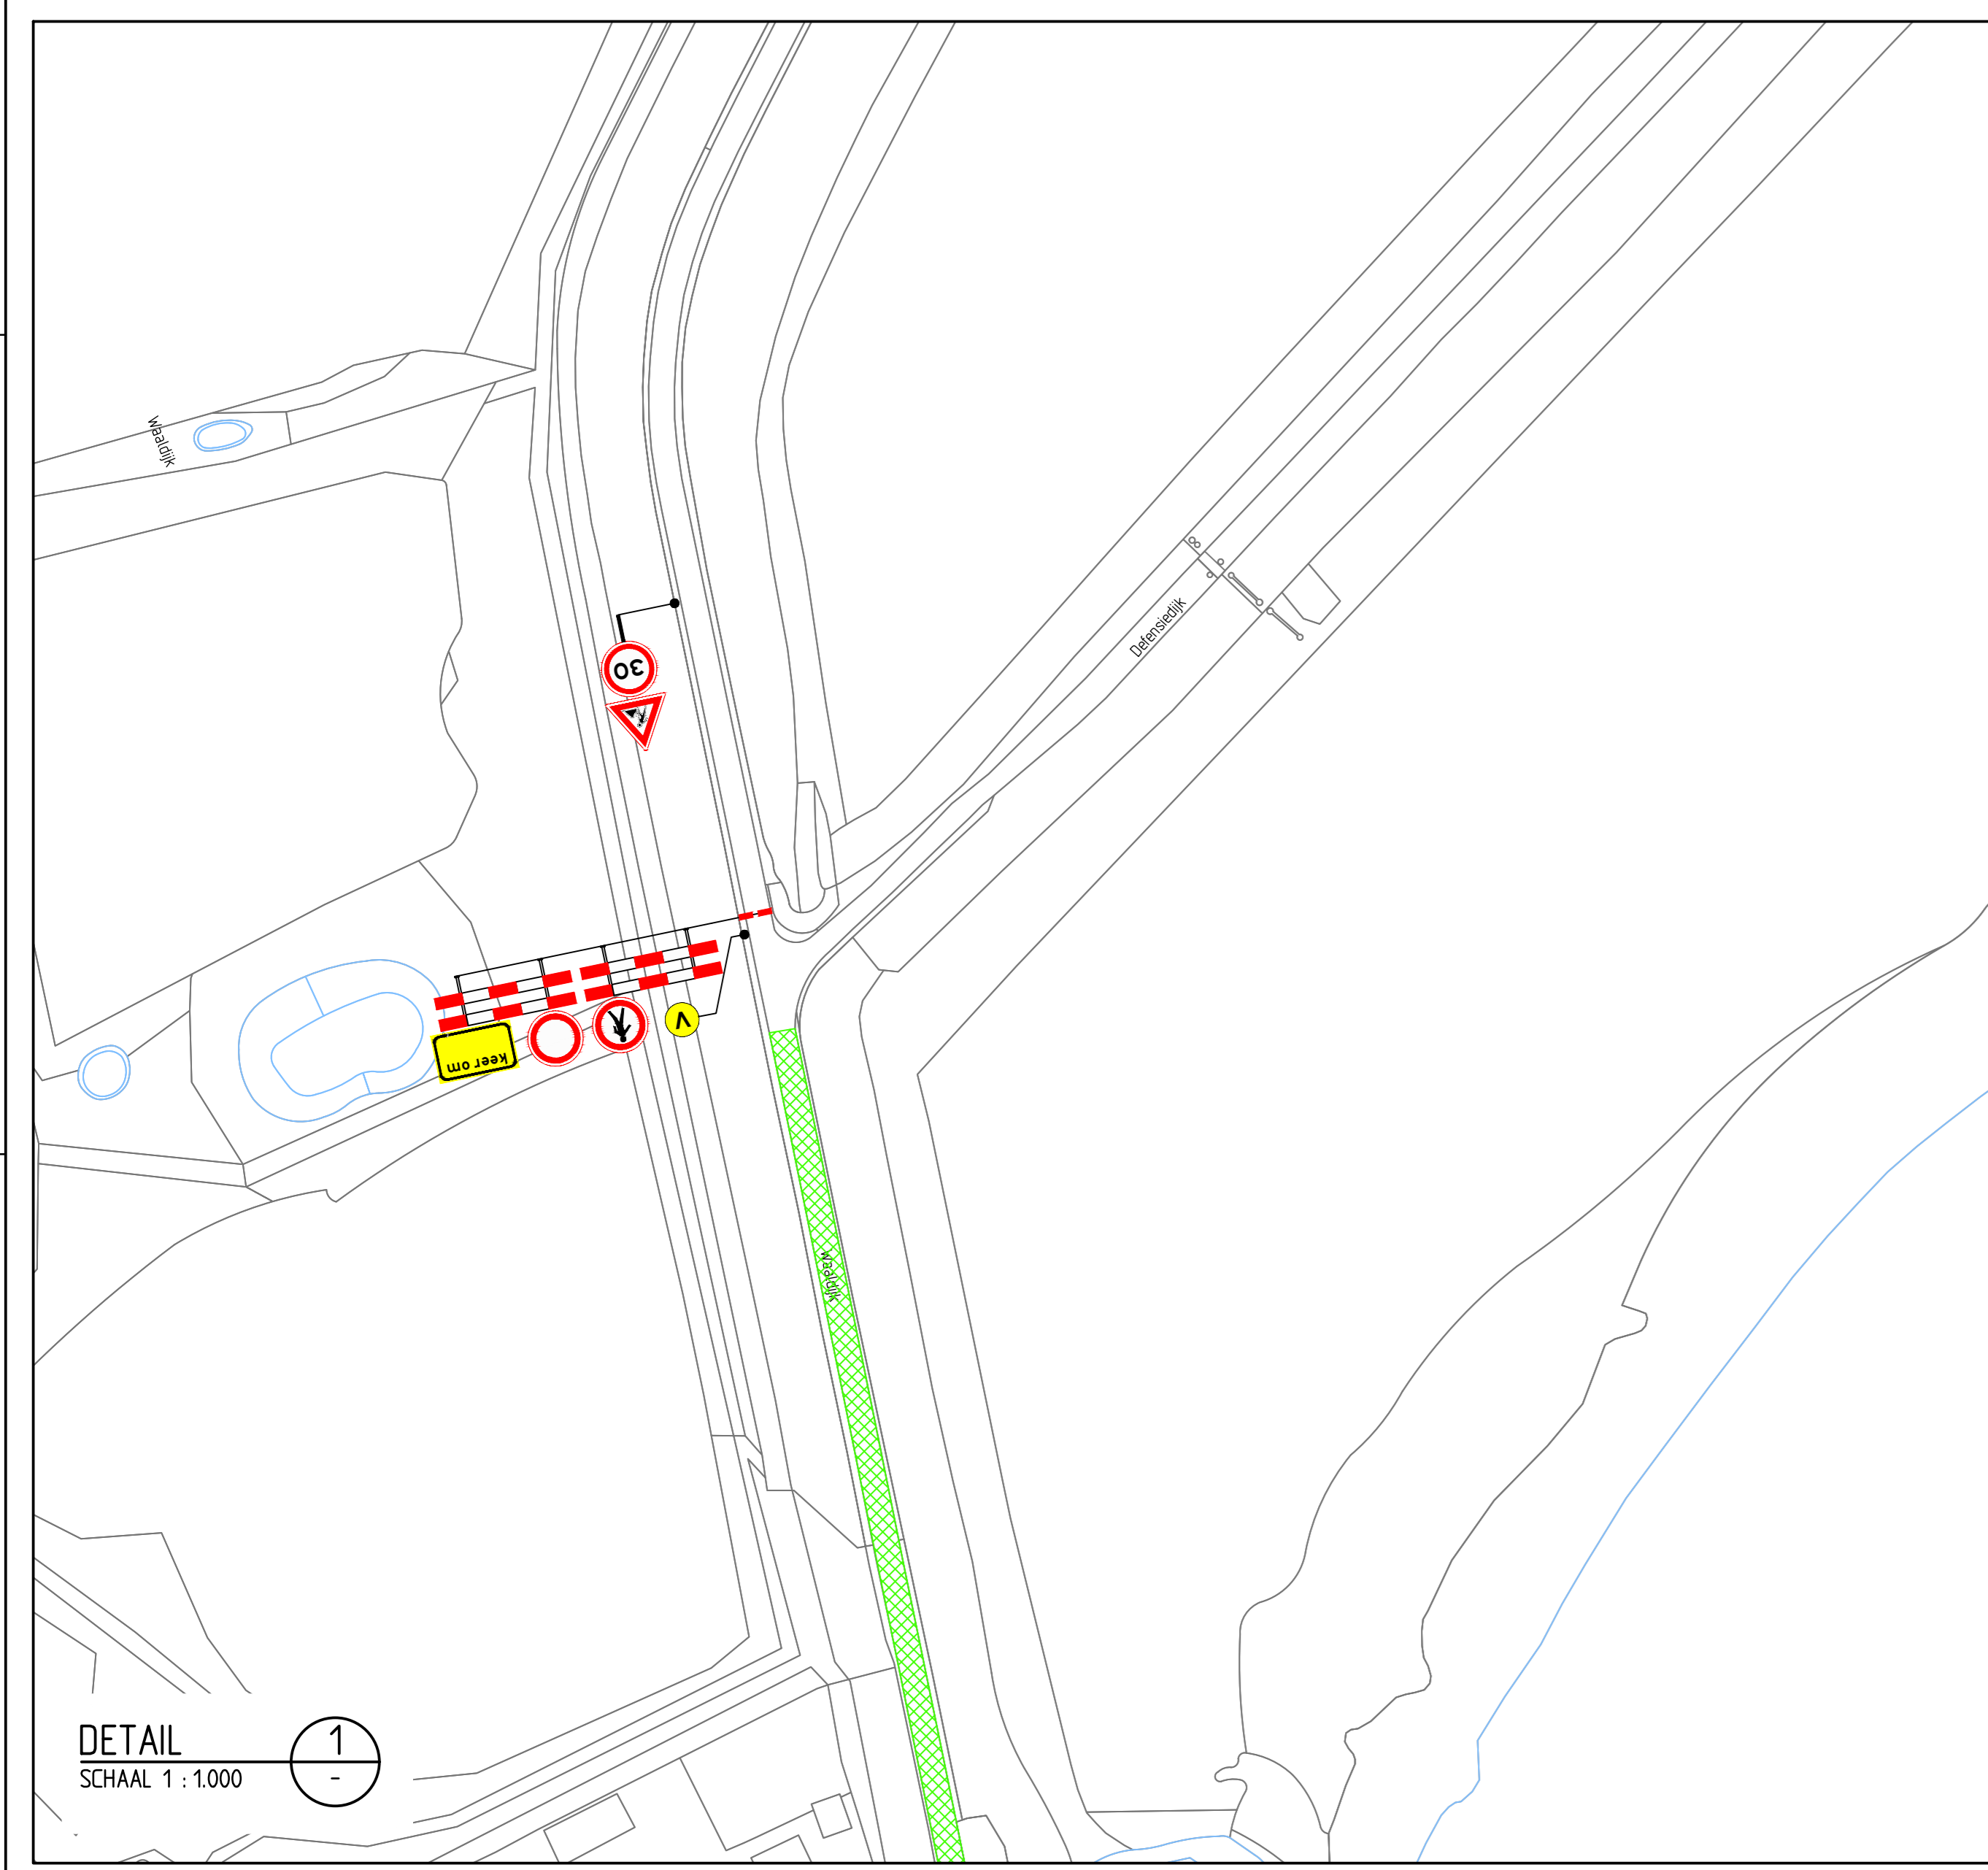 Waaldijk
Defensiedijk
30
V
keer om
Waaldijk
DETAIL
1
SCHAAL 1 : 1.000
-